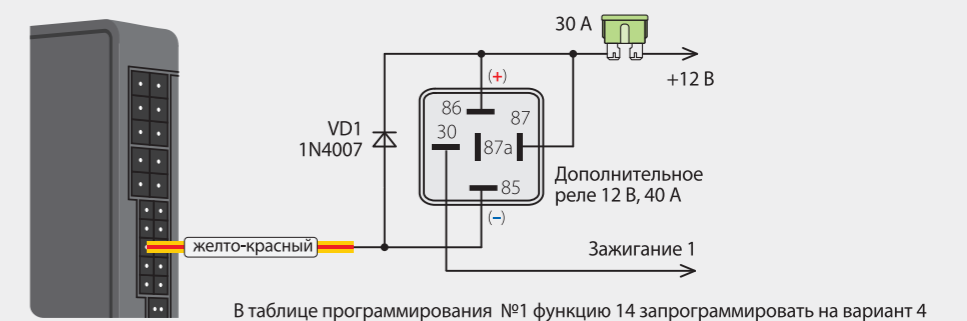 30 А
+12 В
(+)
86
87
VD1
1N4007
30
87a
85
Дополнительное
реле 12 В, 40 А
(–)
желто-красный
Зажигание 1
В таблице программирования №1 функцию 14 запрограммировать на вариант 4